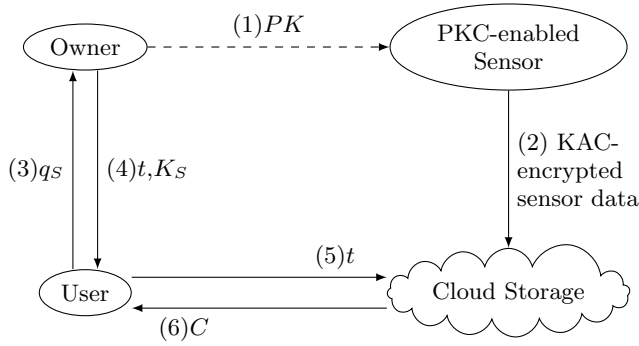 (1)PK
Owner
PKC-enabled
Sensor
(2) KAC-
encrypted
sensor data
(3)q_S
(4)t,K_S
(5)t
User
Cloud Storage
(6)C